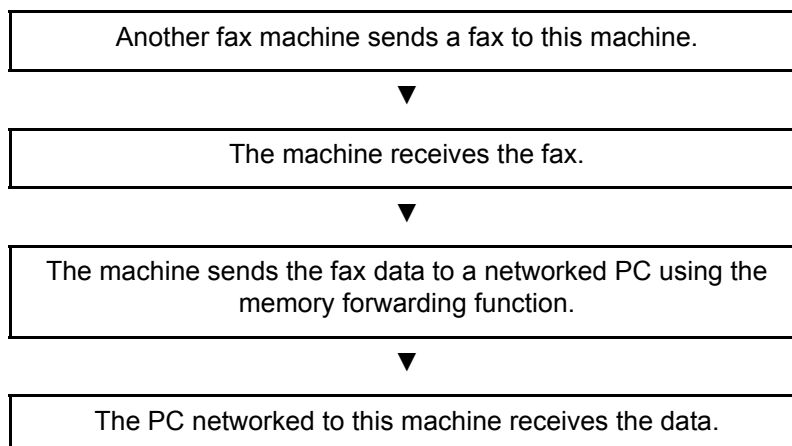 Another fax machine sends a fax to this machine.
▼
The machine receives the fax.
▼
The machine sends the fax data to a networked PC using the
memory forwarding function.
▼
The PC networked to this machine receives the data.